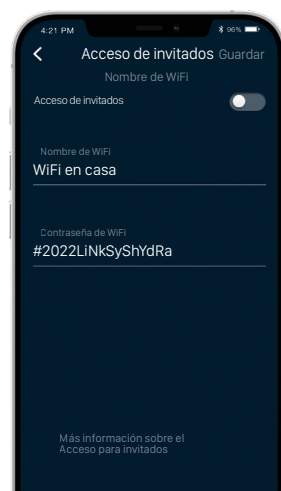 4:21 PM
96%
Acceso de invitados Guardar
Nombre de WiFi
Acceso de invitados
Nombre de WiFi
WiFi en casa
Contraseña de WiFi
#2022LiNkSyShYdRa
Más información sobre el
Acceso para invitados